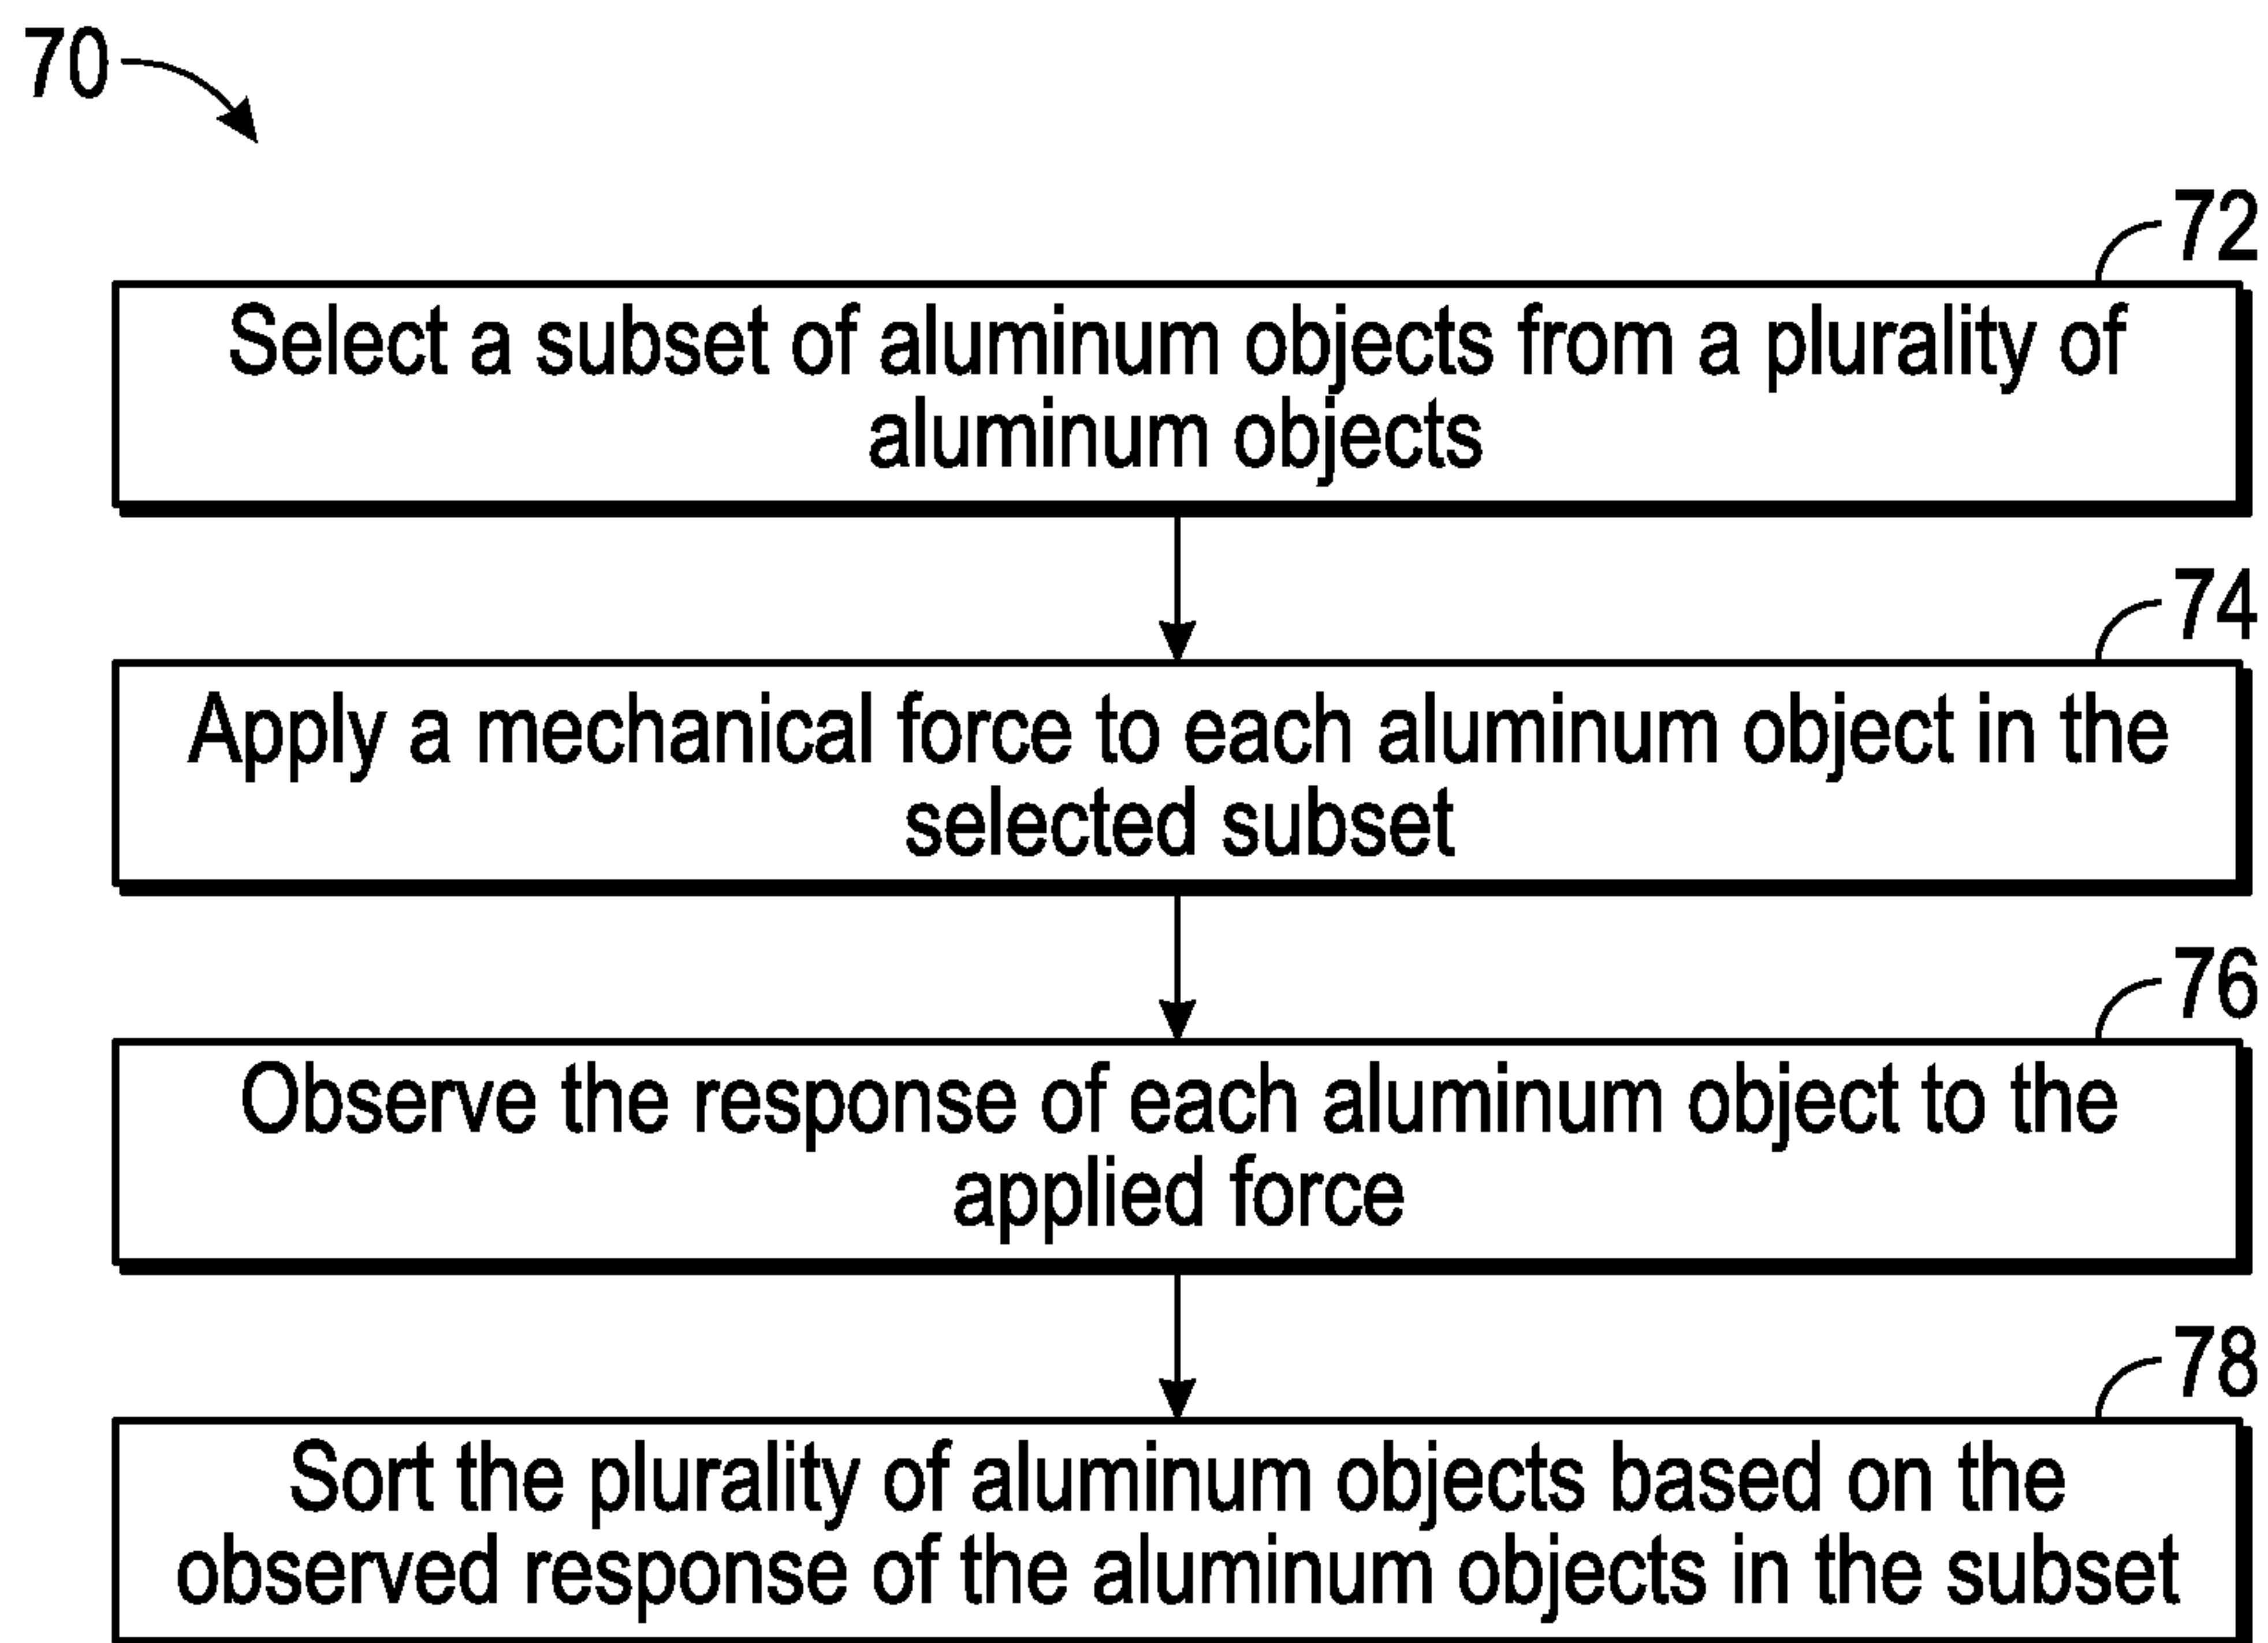 70
72
Select a subset of aluminum objects from a plurality of
aluminum objects
74
Apply a mechanical force to each aluminum object in the
selected subset
76
Observe the response of each aluminum object to the
applied force
78
Sort the plurality of aluminum objects based on the
observed response of the aluminum objects in the subset